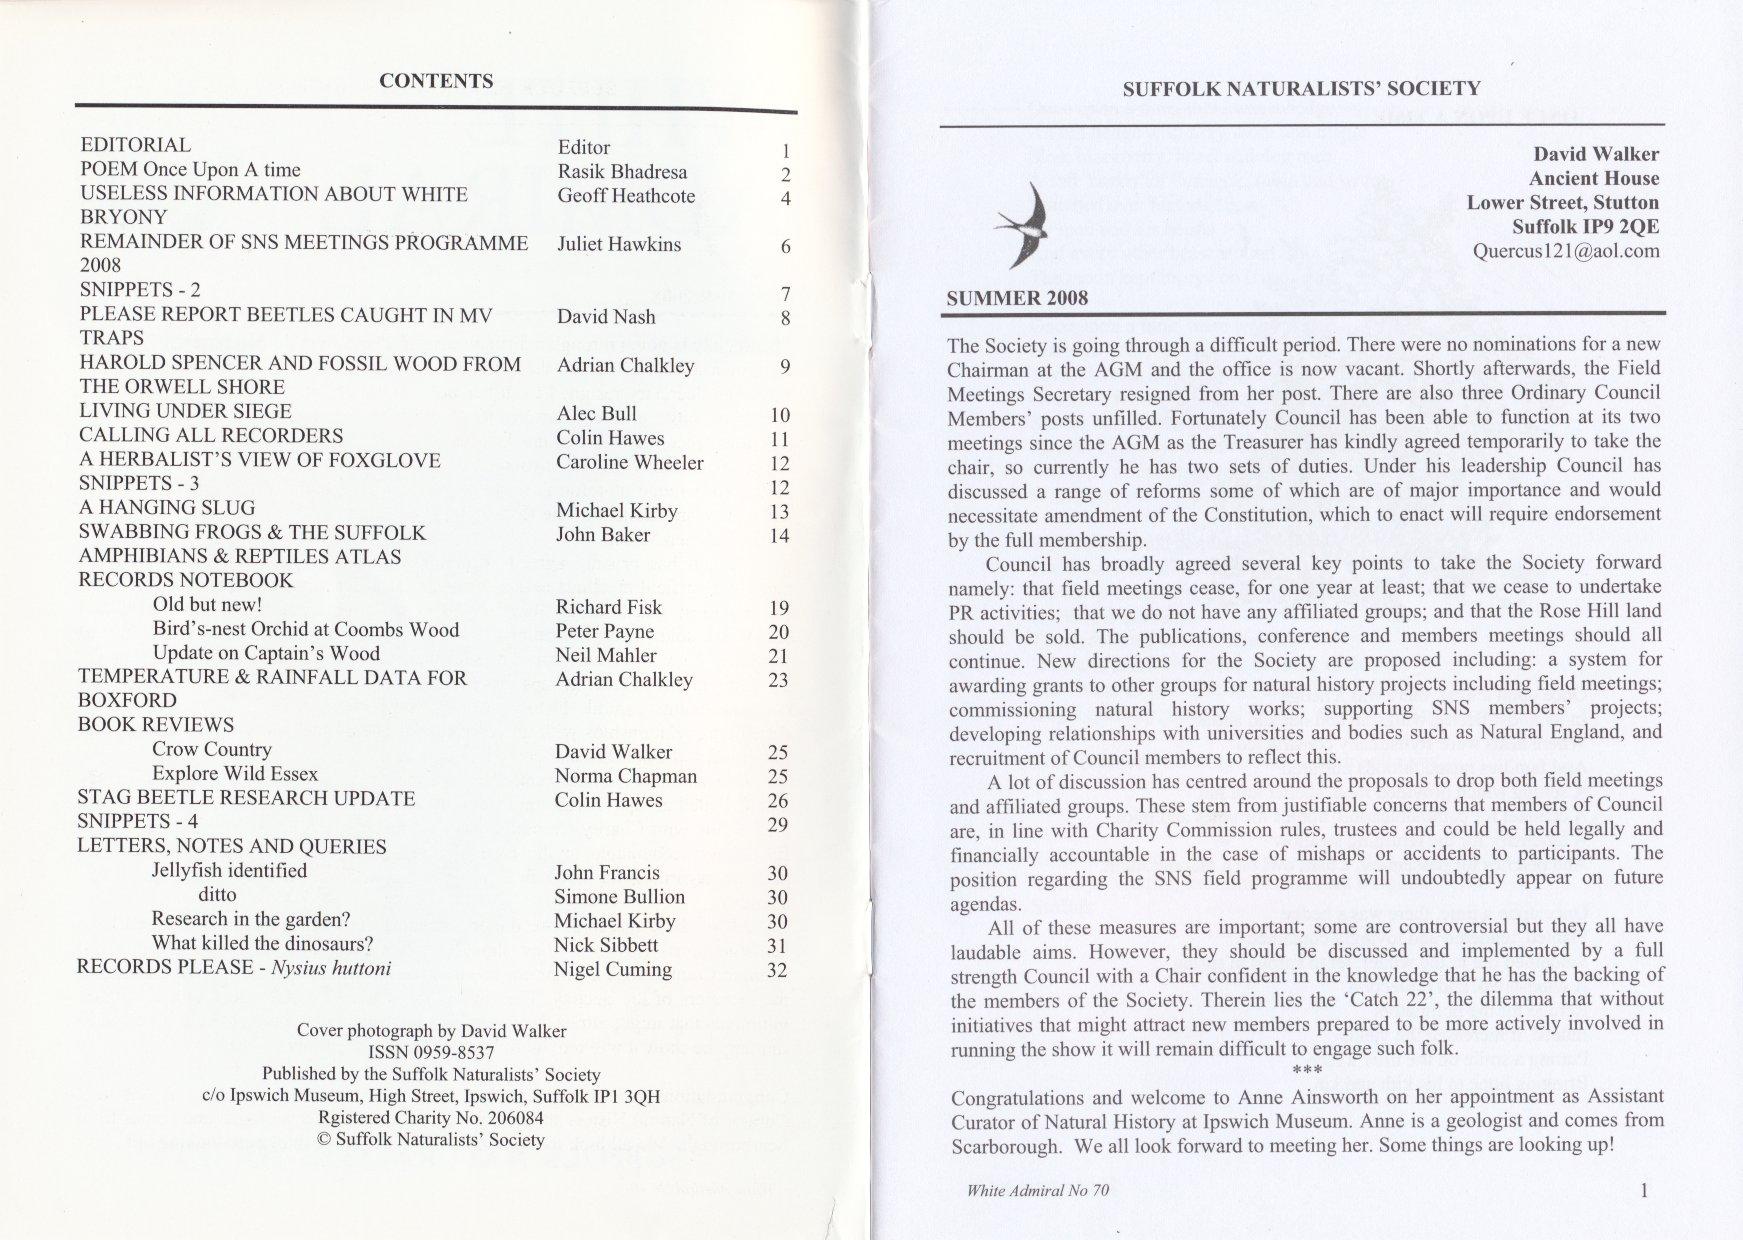 CONTENTS
EDITORIAL Editor 1
POEM Once Upon A time Rasik Bhadresa 2
USELESS INFORMATION ABOUT WHITE Geoff Heathcote 4
BRYONY
REMAINDER OF SNS MEETINGS PROGRAMME Juliet Hawkins 6
2008
SNIPPETS - 2 7
PLEASE REPORT BEETLES CAUGHT IN MV David Nash 8
TRAPS
HAROLD SPENCER AND FOSSIL WOOD FROM Adrian Chalkley 9
THE ORWELL SHORE
LIVING UNDER SIEGE Alec Bull 10
CALLING ALL RECORDERS Colin Hawes 11
A HERBALIST'S VIEW OF FOXGLOVE Caroline Wheeler 12
SNIPPETS - 3 12
A HANGING SLUG Michael Kirby 13
SWABBING FROGS & THE SUFFOLK John Baker 14
AMPHIBIANS & REPTILES ATLAS
RECORDS NOTEBOOK
Old but new! Richard Fisk 19
Bird's-nest Orchid at Coombs Wood Peter Payne 20
Update on Captain's Wood Neil Mahler 21
TEMPERATURE & RAINFALL DATA FOR Adrian Chalkley 23
BOXFORD
BOOK REVIEWS
Crow Country David Walker 25
Explore Wild Essex Norma Chapman 25
STAG BEETLE RESEARCH UPDATE Colin Hawes 26
SNIPPETS - 4 29
LETTERS, NOTES AND QUERIES
Jellyfish identified John Francis 30
ditto Simone Bullion 30
Research in the garden? Michael Kirby 30
What killed the dinosaurs? Nick Sibbett 31
RECORDS PLEASE - Nysius huttoni Nigel Cuming 32
Cover photograph by David Walker
ISSN 0959-8537
Published by the Suffolk Naturalists' Society
c/o Ipswich Museum, High Street, Ipswich, Suffolk IP1 3QH
Rgistered Charity No. 206084
© Suffolk Naturalists' Society
SUFFOLK NATURALISTS' SOCIETY
David Walker
Ancient House
Lower Street, Stutton
Suffolk IP9 2QE
Quercus121@aol.com
SUMMER 2008
The Society is going through a difficult period. There were no nominations for a new
Chairman at the AGM and the office is now vacant. Shortly afterwards, the Field
Meetings Secretary resigned from her post. There are also three Ordinary Council
Members' posts unfilled. Fortunately Council has been able to function at its two
meetings since the AGM as the Treasurer has kindly agreed temporarily to take the
chair, so currently he has two sets of duties. Under his leadership Council has
discussed a range of reforms some of which are of major importance and would
necessitate amendment of the Constitution, which to enact will require endorsement
by the full membership.
Council has broadly agreed several key points to take the Society forward
namely: that field meetings cease, for one year at least; that we cease to undertake
PR activities; that we do not have any affiliated groups; and that the Rose Hill land
should be sold. The publications, conference and members meetings should all
continue. New directions for the Society are proposed including: a system for
awarding grants to other groups for natural history projects including field meetings;
commissioning natural history works; supporting SNS members' projects;
developing relationships with universities and bodies such as Natural England, and
recruitment of Council members to reflect this.
A lot of discussion has centred around the proposals to drop both field meetings
and affiliated groups. These stem from justifiable concerns that members of Council
are, in line with Charity Commission rules, trustees and could be held legally and
financially accountable in the case of mishaps or accidents to participants. The
position regarding the SNS field programme will undoubtedly appear on future
agendas.
All of these measures are important; some are controversial but they all have
laudable aims. However, they should be discussed and implemented by a full
strength Council with a Chair confident in the knowledge that he has the backing of
the members of the Society. Therein lies the 'Catch 22', the dilemma that without
initiatives that might attract new members prepared to be more actively involved in
running the show it will remain difficult to engage such folk.
***
Congratulations and welcome to Anne Ainsworth on her appointment as Assistant
Curator of Natural History at Ipswich Museum. Anne is a geologist and comes from
Scarborough. We all look forward to meeting her. Some things are looking up!
White Admiral No 70 1